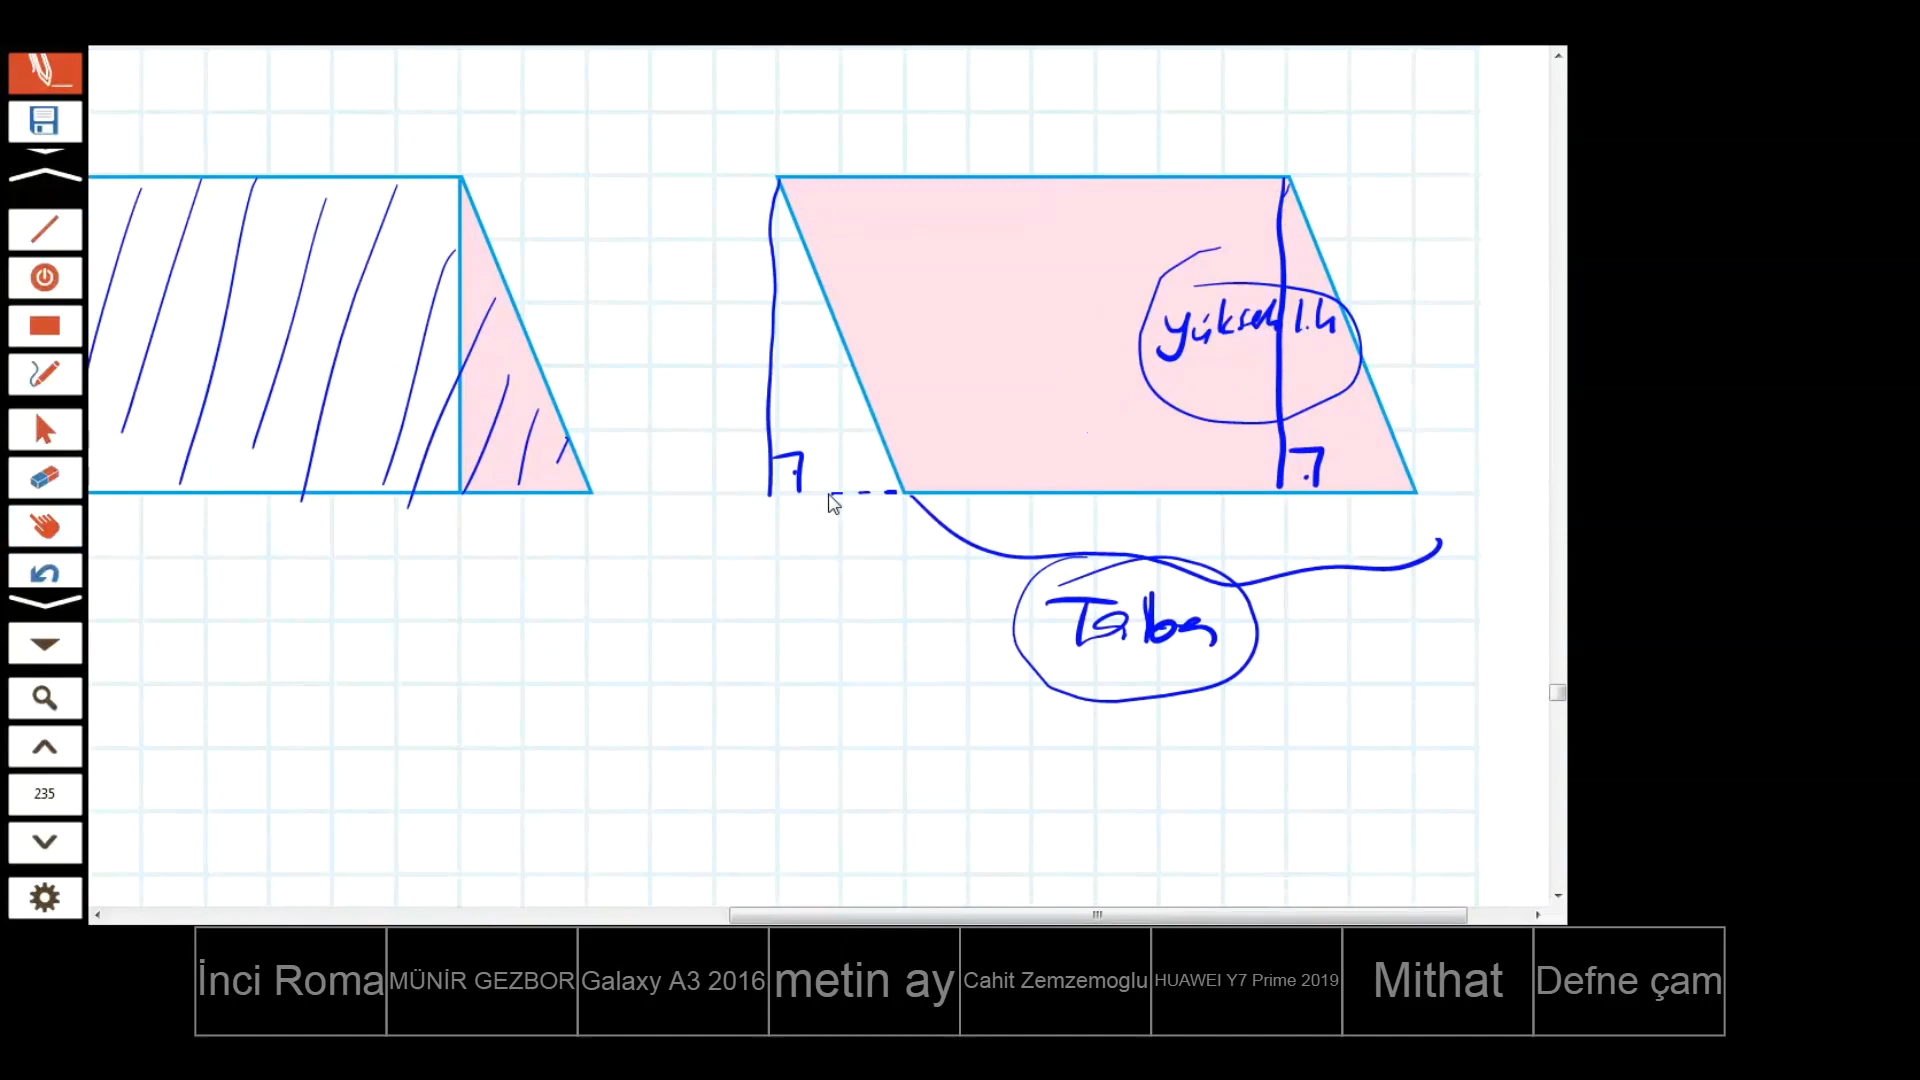 yükseklik
Taban
235
İnci Roma
MÜNİR GEZBOR
Galaxy A3 2016
metin ay
Cahit Zemzemoglu
HUAWEI Y7 Prime 2019
Mithat
Defne çam